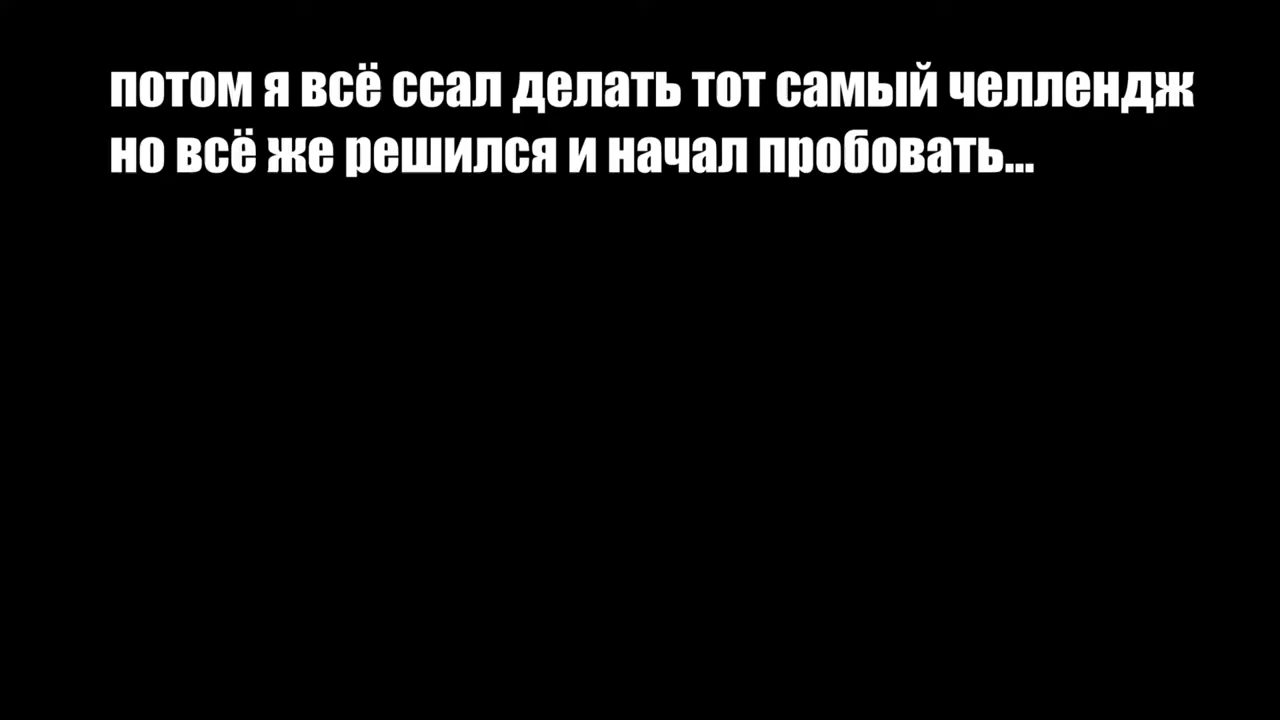 потом я всё ссал делать тот самый челлендж
но всё же решился и начал пробовать...